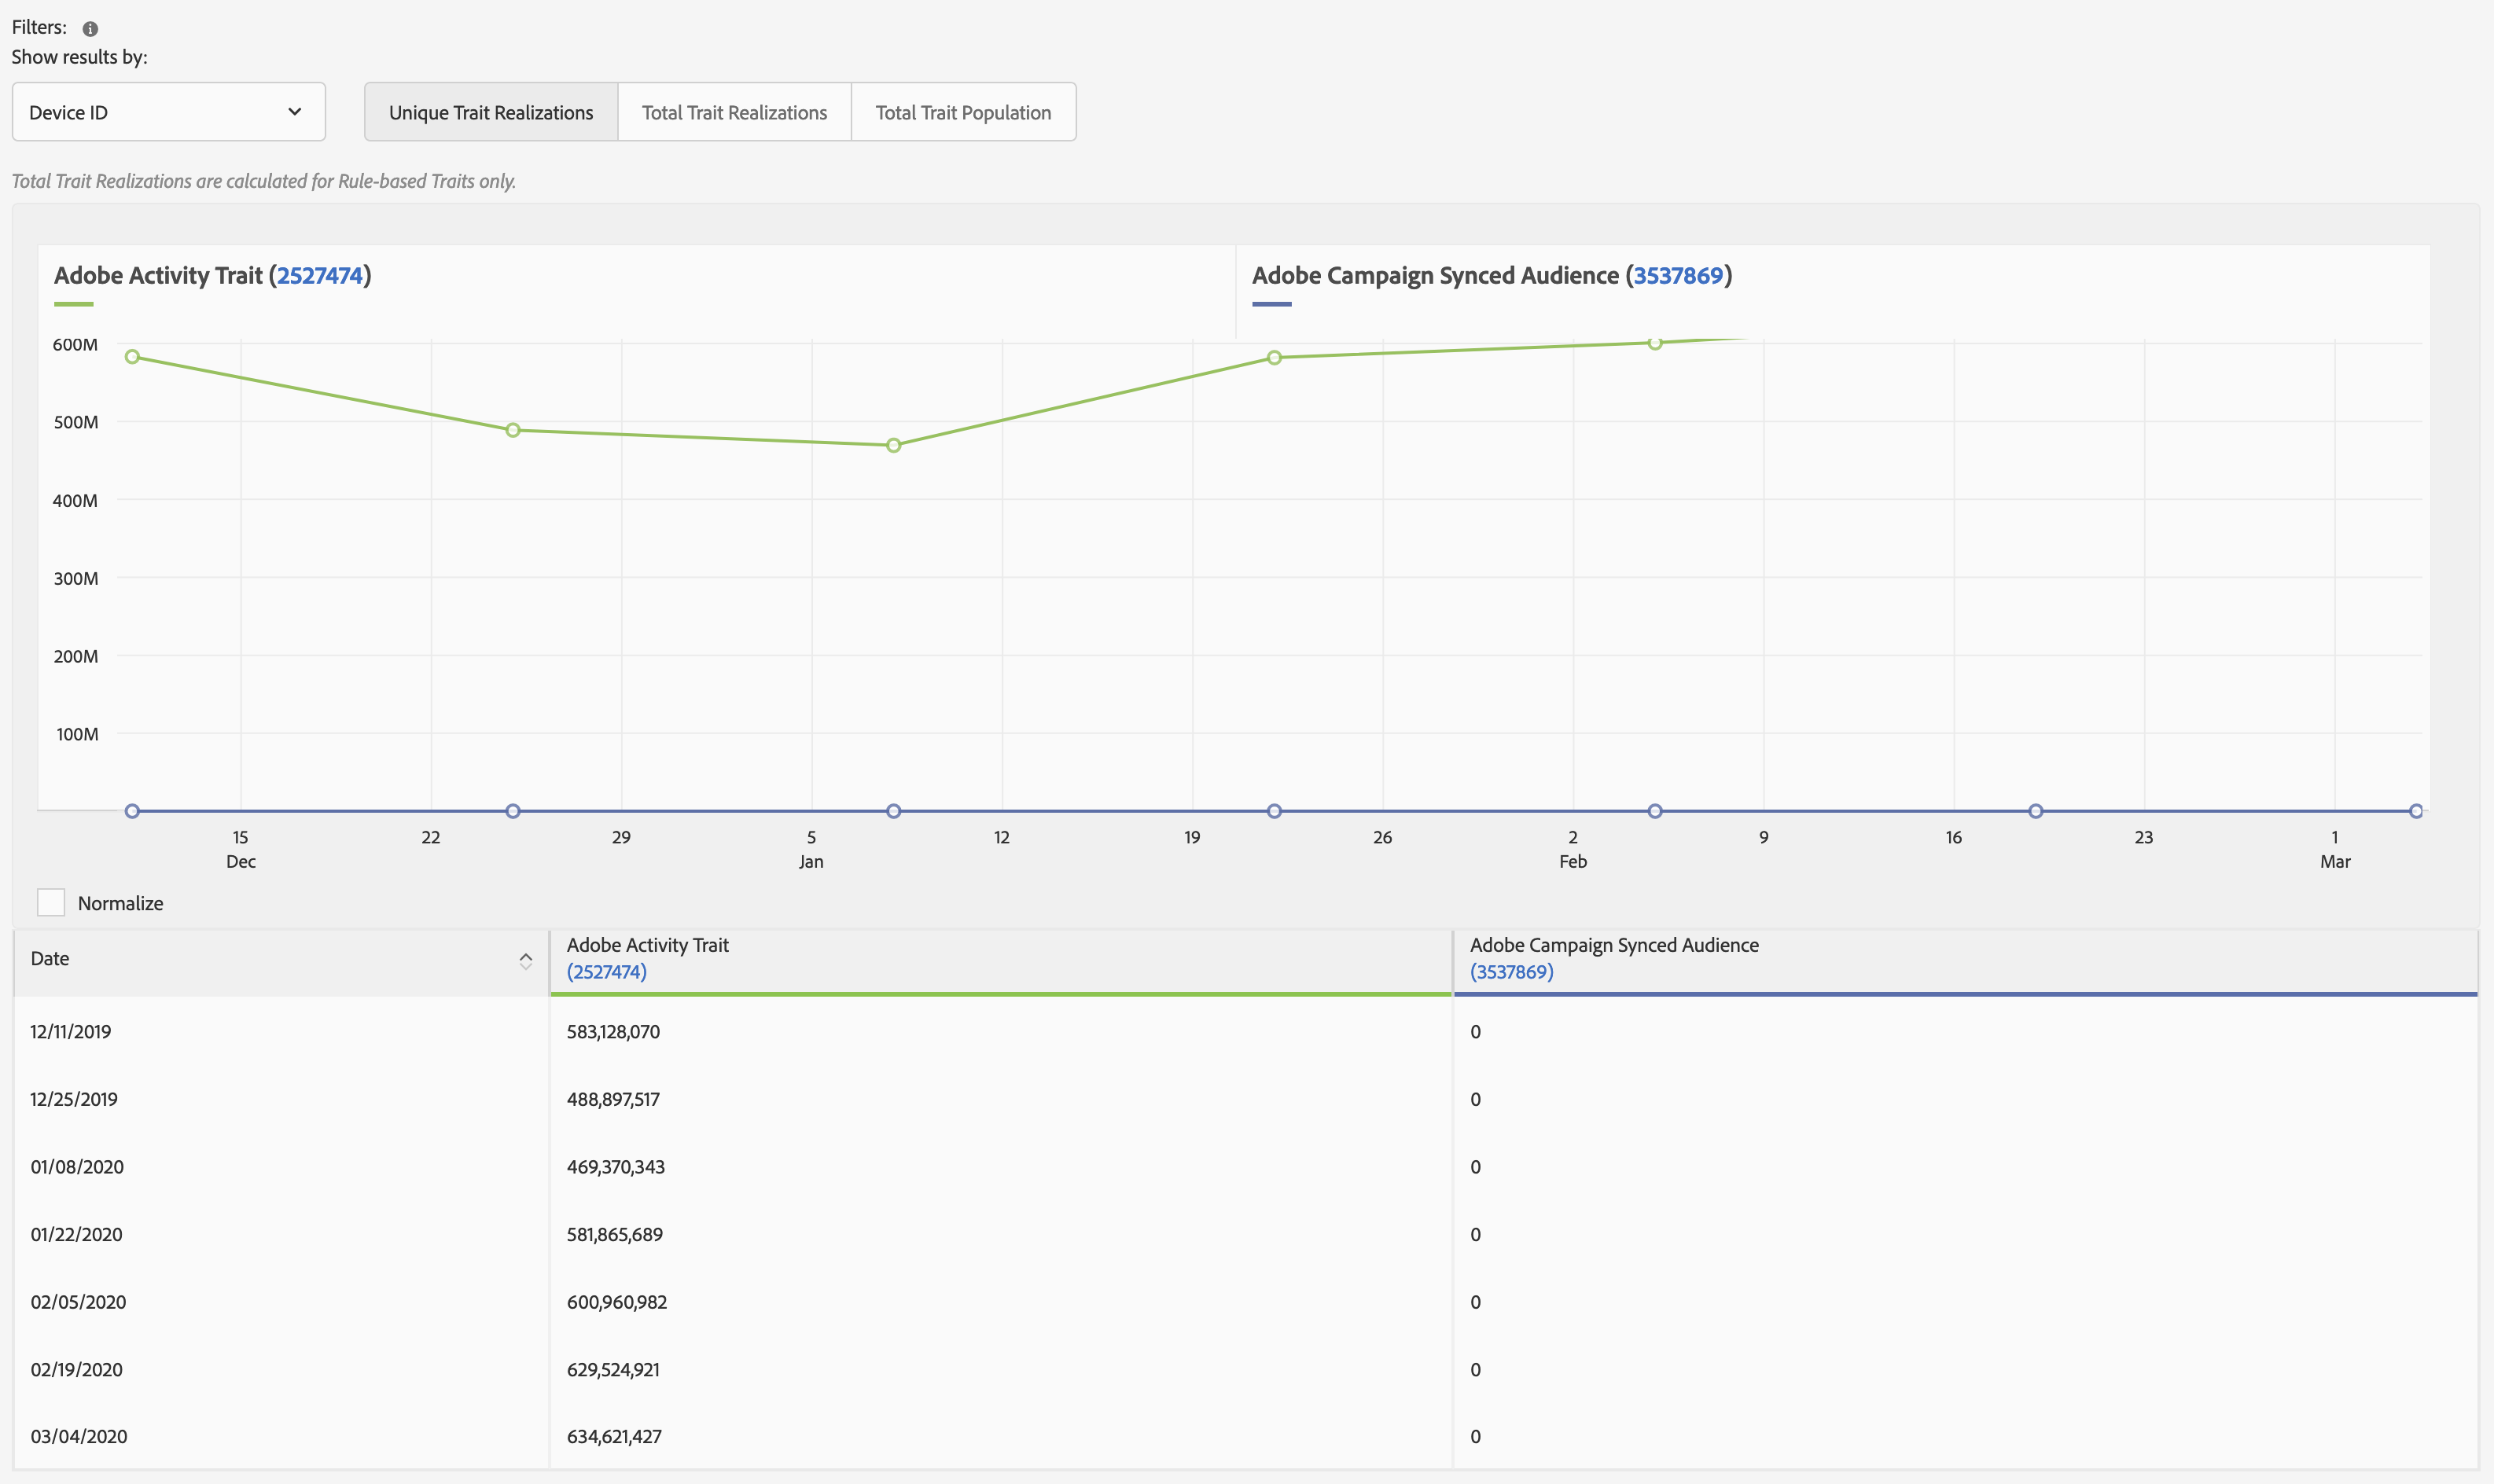 Filters:
Show results by:
Device ID
Unique Trait Realizations
Total Trait Realizations
Total Trait Population
Total Trait Realizations are calculated for Rule-based Traits only.
Adobe Activity Trait (2527474)
Adobe Campaign Synced Audience (3537869)
600M
500M
400M
300M
200M
100M
15 22 29 5 12 19 26 2 9 16 23 1
Dec Jan Feb Mar
Normalize
Date
Adobe Activity Trait
(2527474)
Adobe Campaign Synced Audience
(3537869)
12/11/2019 583,128,070 0
12/25/2019 488,897,517 0
01/08/2020 469,370,343 0
01/22/2020 581,865,689 0
02/05/2020 600,960,982 0
02/19/2020 629,524,921 0
03/04/2020 634,621,427 0